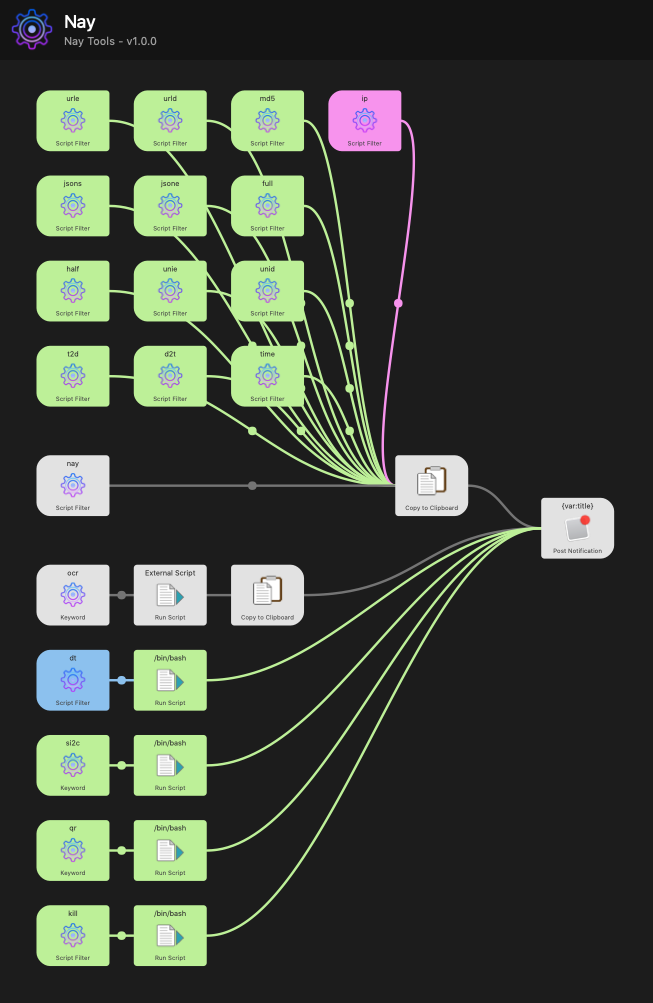 Nay
Nay Tools - v1.0.0
urle
urld
md5
ip
Script Filter
Script Filter
Script Filter
Script Filter
jsons
jsone
full
Script Filter
Script Filter
Script Filter
half
unie
unid
Script Filter
Script Filter
Script Filter
t2d
d2t
time
Script Filter
Script Filter
Script Filter
nay
Script Filter
Copy to Clipboard
{var:title}
Post Notification
ocr
External Script
Keyword
Run Script
Copy to Clipboard
dt
/bin/bash
Script Filter
Run Script
si2c
/bin/bash
Keyword
Run Script
qr
/bin/bash
Keyword
Run Script
kill
/bin/bash
Script Filter
Run Script